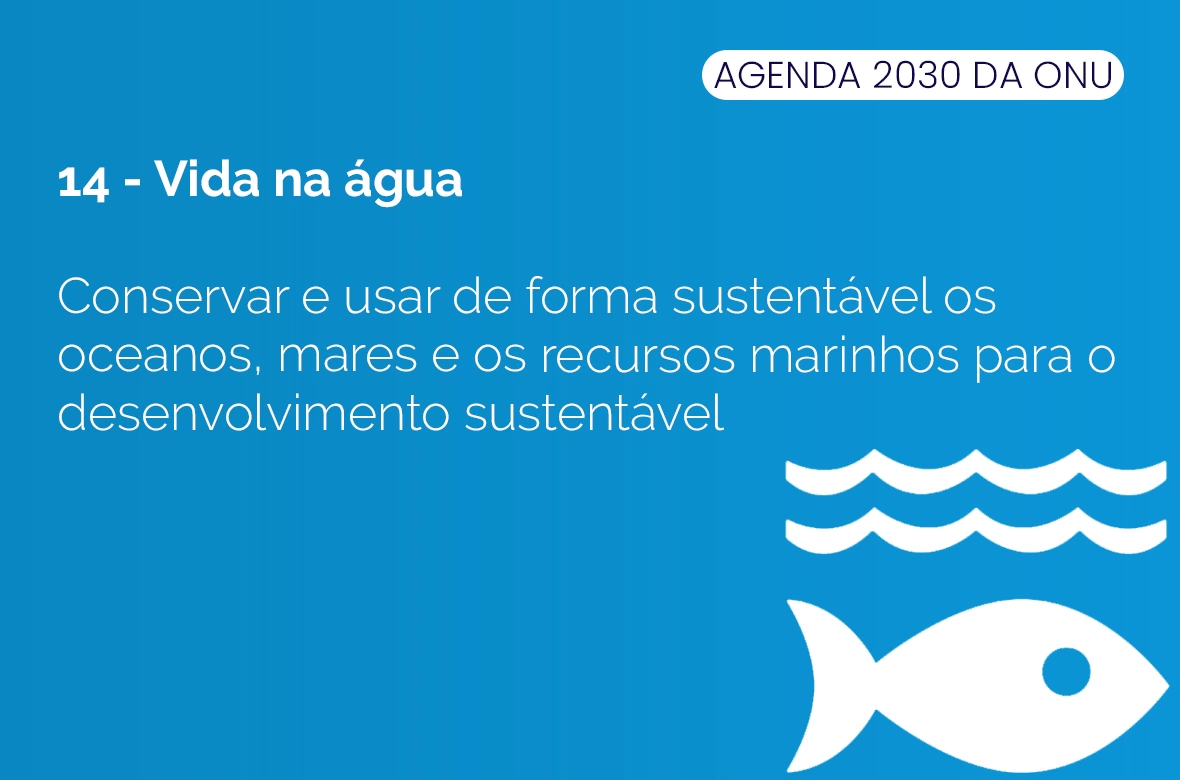 AGENDA 2030 DA ONU
14 - Vida na água
Conservar e usar de forma sustentável os
oceanos, mares e os recursos marinhos para o
desenvolvimento sustentável